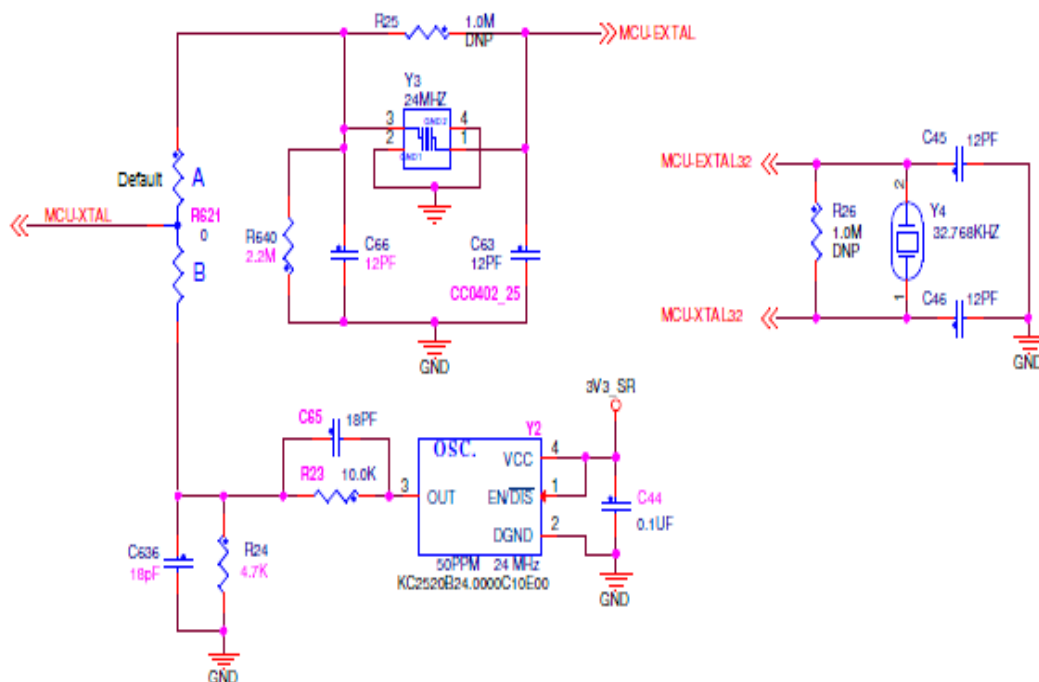 R25
1.0M
DNP
MCU-EXTAL
Y3
24MHZ
GND2
3
4
2
1
GND1
Default
A
MCU-XTAL
R621
0
B
R640
2.2M
C66
12PF
C63
12PF
CC0402_25
GND
C45
12PF
MCU-EXTAL32
2
R26
1.0M
DNP
Y4
32.768KHZ
1
C46
12PF
MCU-XTAL32
GND
3V3_SR
C65
18PF
Y2
OSC.
VCC
4
R23
10.0K
3
OUT
EN/DIS
1
C44
0.1UF
DGND
2
C636
18pF
R24
4.7K
50PPM
24 MHz
KC2520B24.0000C10E00
GND
GND